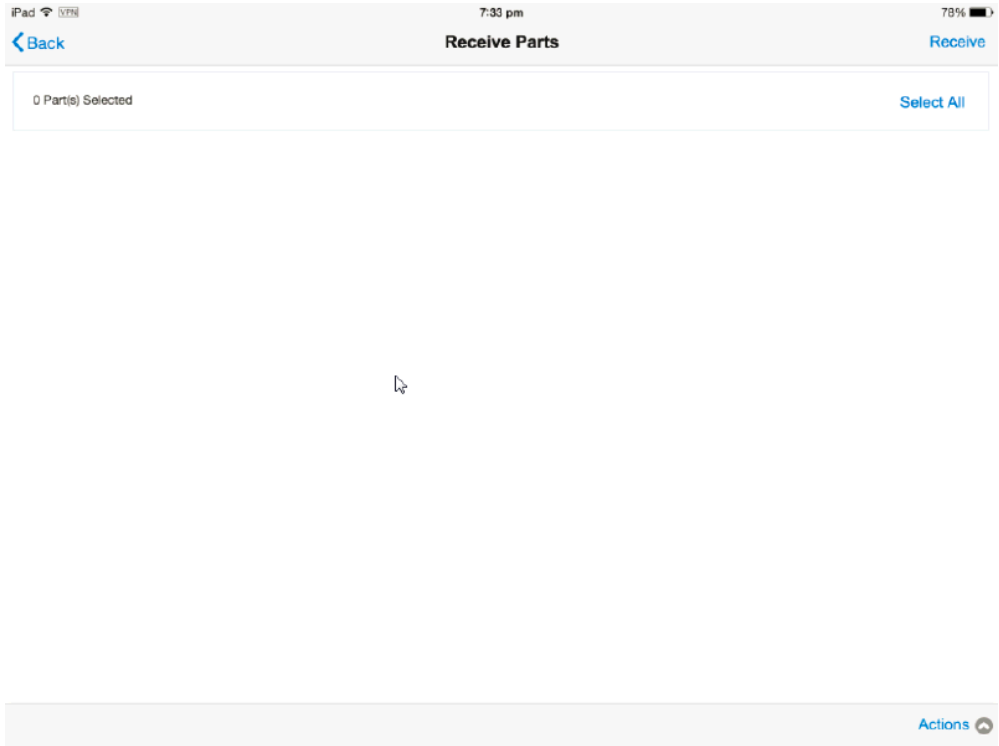 iPad VPN 7:33 pm 78%
Back Receive Parts Receive
0 Part(s) Selected Select All
Actions